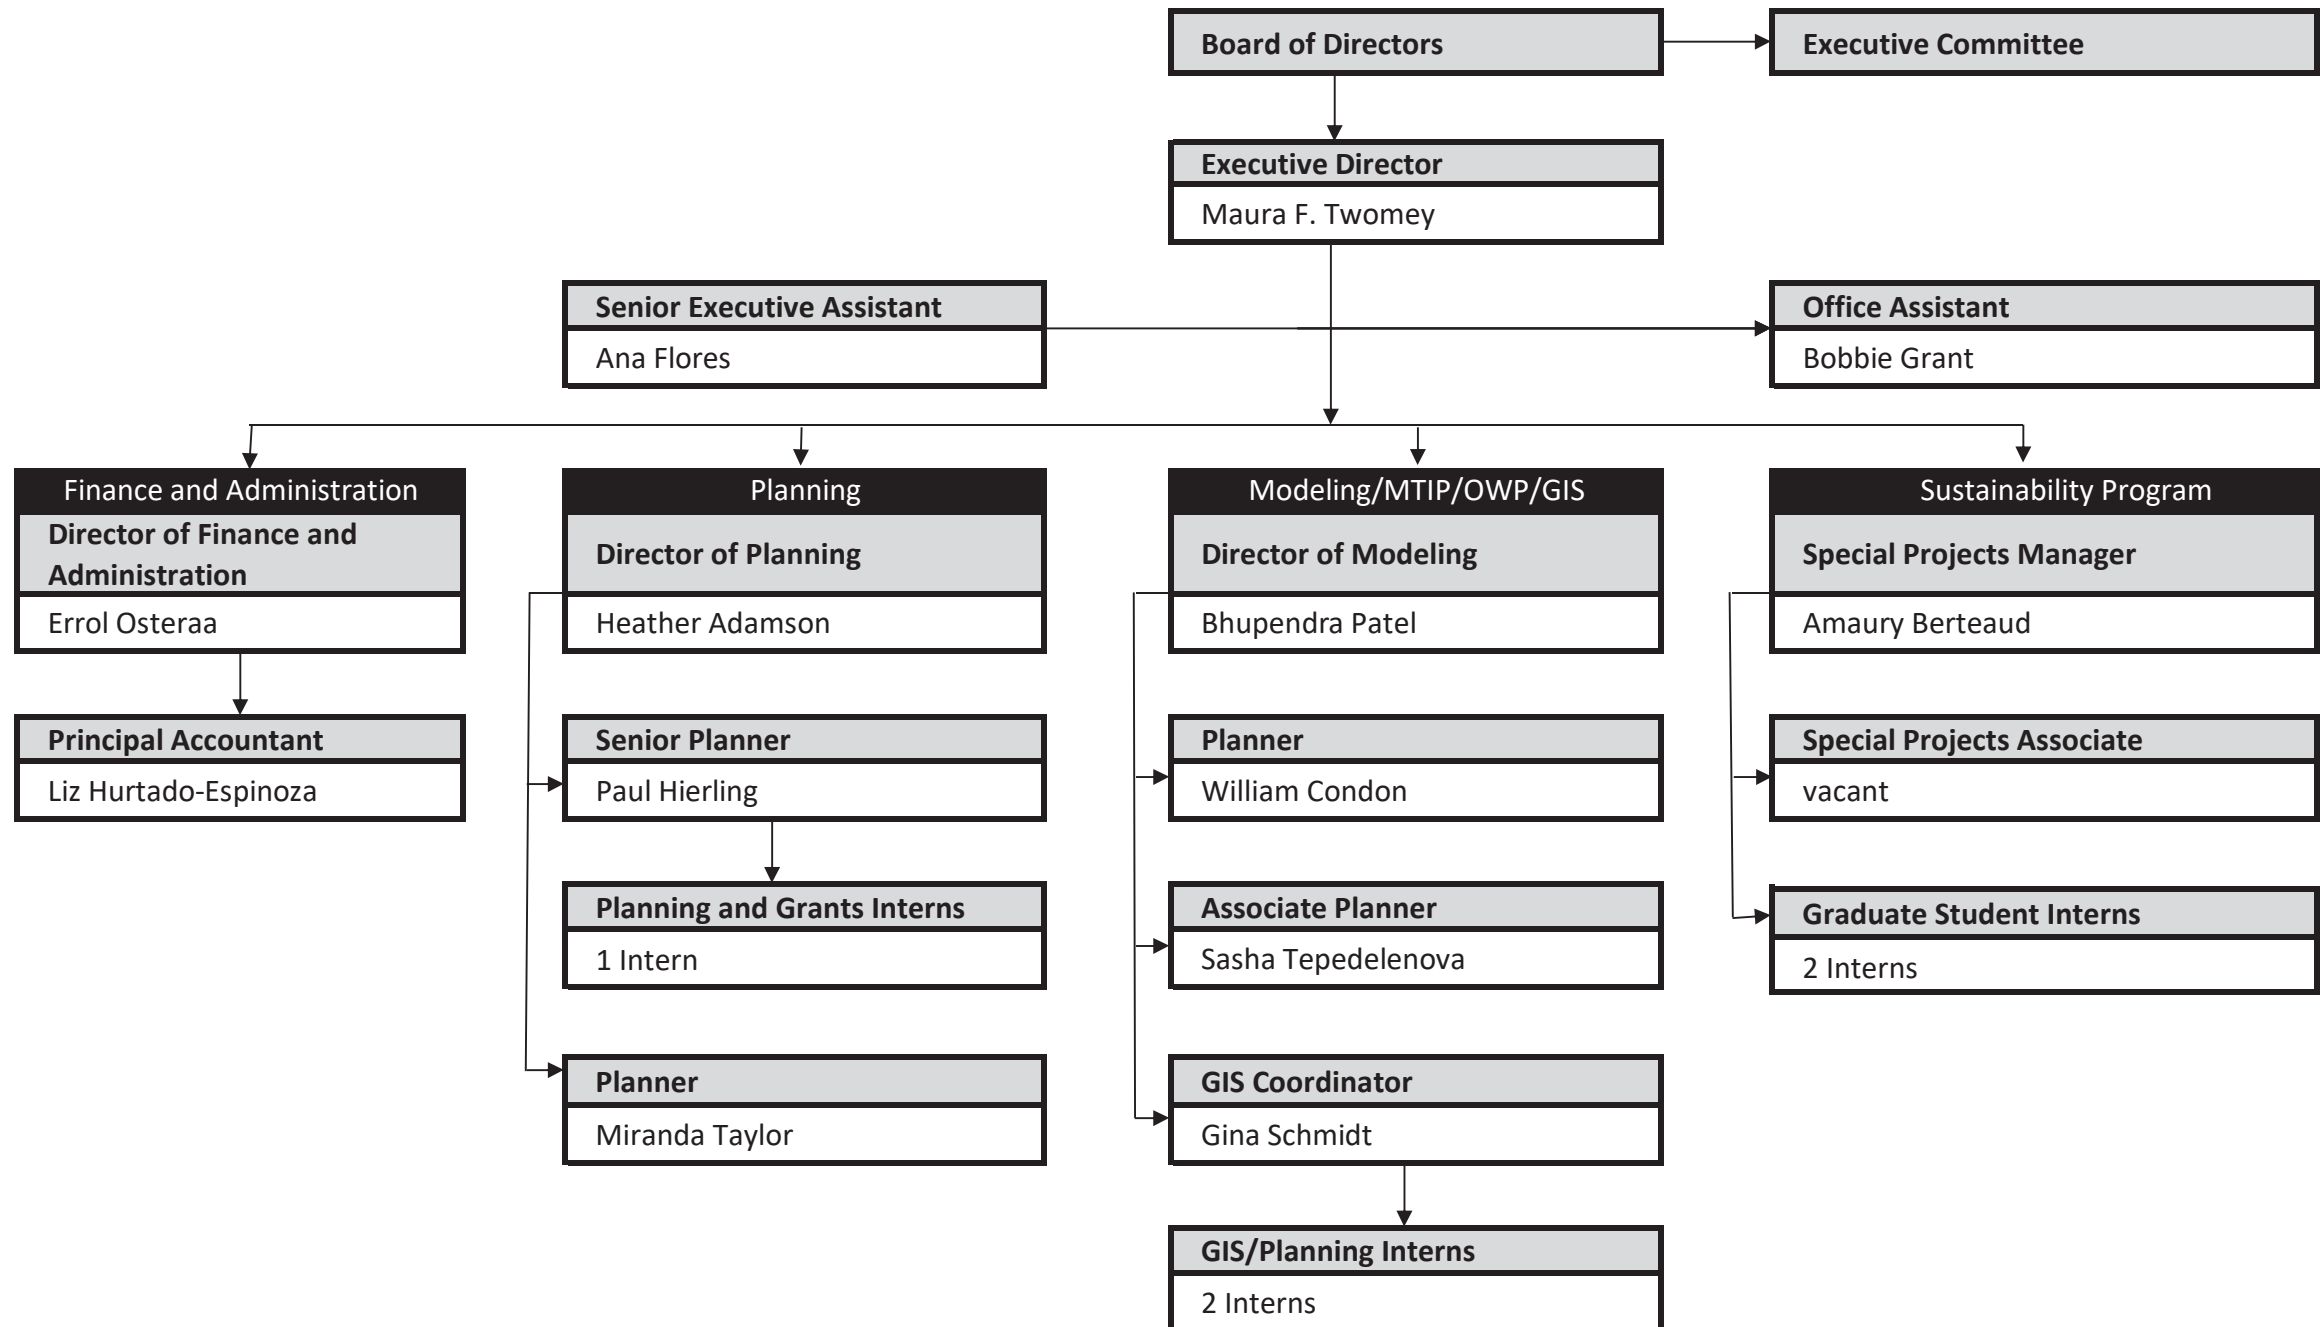 Board of Directors
Executive Committee
Executive Director
Maura F. Twomey
Senior Executive Assistant
Ana Flores
Office Assistant
Bobbie Grant
Finance and Administration
Director of Finance and
Administration
Errol Osteraa
Principal Accountant
Liz Hurtado-Espinoza
Planning
Director of Planning
Heather Adamson
Senior Planner
Paul Hierling
Planning and Grants Interns
1 Intern
Planner
Miranda Taylor
Modeling/MTIP/OWP/GIS
Director of Modeling
Bhupendra Patel
Planner
William Condon
Associate Planner
Sasha Tepedelenova
GIS Coordinator
Gina Schmidt
GIS/Planning Interns
2 Interns
Sustainability Program
Special Projects Manager
Amaury Berteaud
Special Projects Associate
vacant
Graduate Student Interns
2 Interns